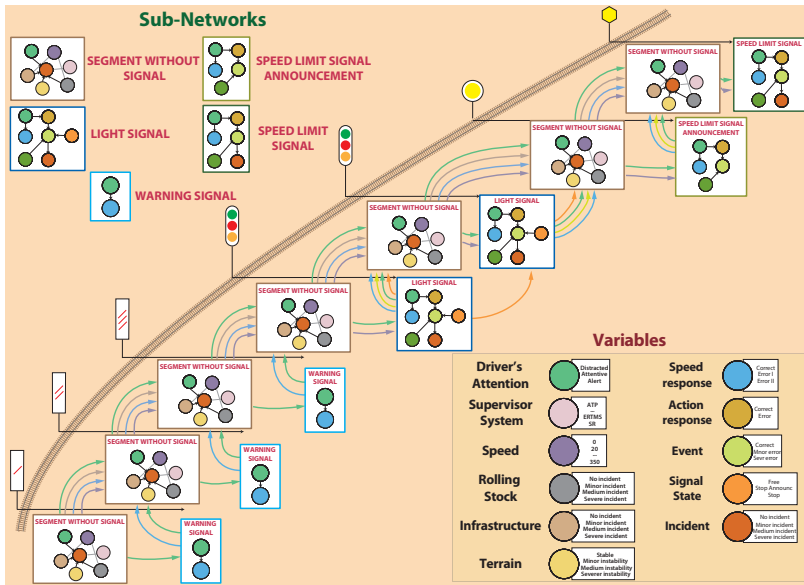 Sub-Networks
SEGMENT WITHOUT
SIGNAL
SPEED LIMIT SIGNAL
ANNOUNCEMENT
LIGHT SIGNAL
SPEED LIMIT
SIGNAL
WARNING SIGNAL
SEGMENT WITHOUT SIGNAL
SPEED LIMIT SIGNAL
SEGMENT WITHOUT SIGNAL
SPEED LIMIT SIGNAL
ANNOUNCEMENT
SEGMENT WITHOUT SIGNAL
LIGHT SIGNAL
SEGMENT WITHOUT SIGNAL
LIGHT SIGNAL
SEGMENT WITHOUT SIGNAL
WARNING
SIGNAL
SEGMENT WITHOUT SIGNAL
WARNING
SIGNAL
SEGMENT WITHOUT SIGNAL
WARNING
SIGNAL
Variables
Driver's
Attention
Distracted
Attentive
Alert
Supervisor
System
ATP
...
ERTMS
SR
Speed
0
20
...
350
Rolling
Stock
No incident
Minor incident
Medium incident
Severe incident
Infrastructure
No incident
Minor incident
Medium incident
Severe incident
Terrain
Stable
Minor instability
Medium instability
Severer instability
Speed
response
Correct
Error I
Error II
Action
response
Correct
Error
Event
Correct
Minor error
Sevr error
Signal
State
Free
Stop Announc
Stop
Incident
No incident
Minor incident
Medium incident
Severe incident